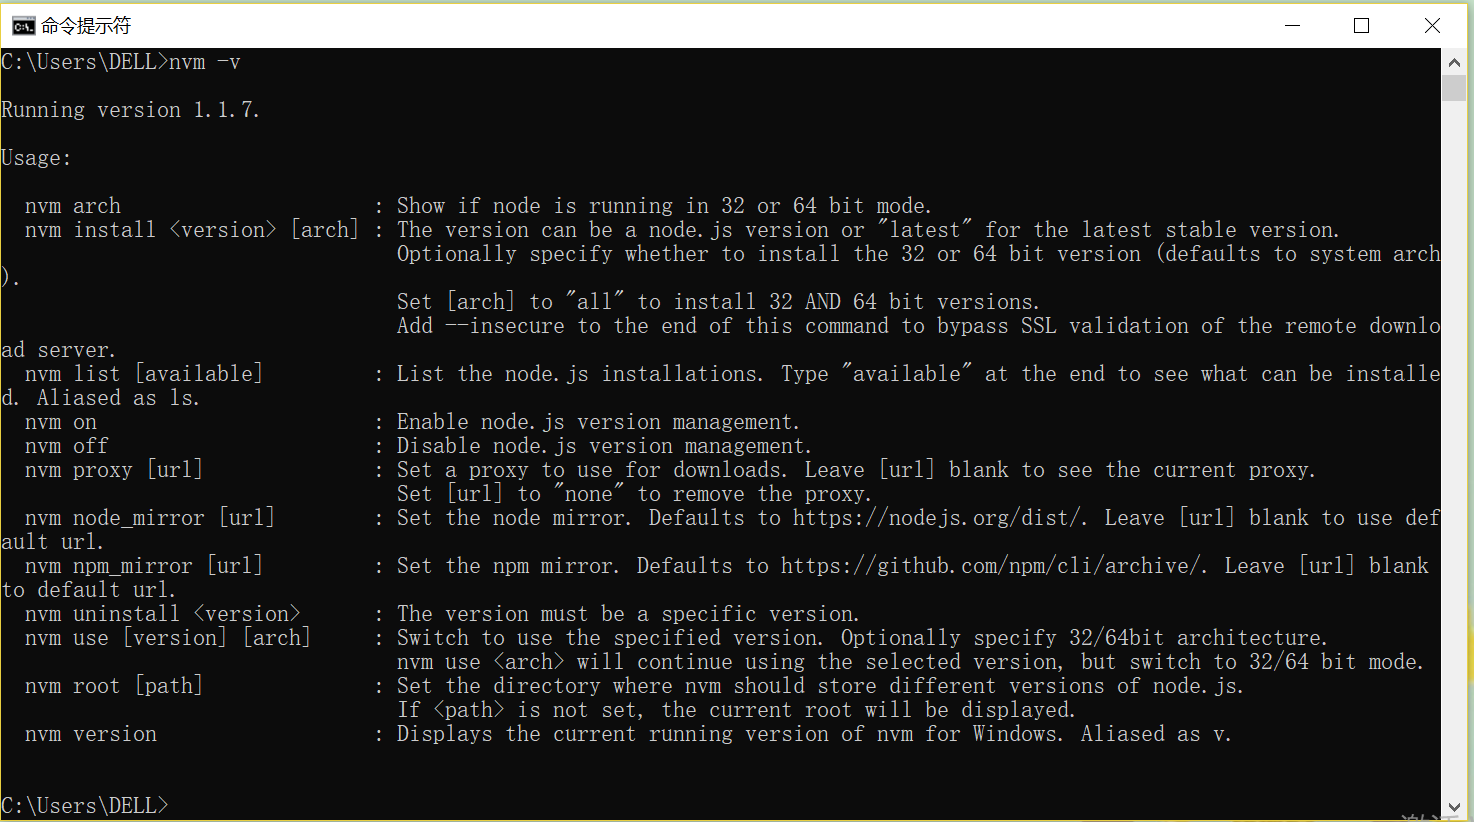 命令提示符
C:\Users\DELL>nvm -v
Running version 1.1.7.
Usage:
  nvm arch                     : Show if node is running in 32 or 64 bit mode.
  nvm install <version> [arch] : The version can be a node.js version or "latest" for the latest stable version.
                                 Optionally specify whether to install the 32 or 64 bit version (defaults to system arch
).
                                 Set [arch] to "all" to install 32 AND 64 bit versions.
                                 Add --insecure to the end of this command to bypass SSL validation of the remote downlo
ad server.
  nvm list [available]         : List the node.js installations. Type "available" at the end to see what can be installe
d. Aliased as ls.
  nvm on                       : Enable node.js version management.
  nvm off                      : Disable node.js version management.
  nvm proxy [url]              : Set a proxy to use for downloads. Leave [url] blank to see the current proxy.
                                 Set [url] to "none" to remove the proxy.
  nvm node_mirror [url]        : Set the node mirror. Defaults to https://nodejs.org/dist/. Leave [url] blank to use def
ault url.
  nvm npm_mirror [url]         : Set the npm mirror. Defaults to https://github.com/npm/cli/archive/. Leave [url] blank
to default url.
  nvm uninstall <version>      : The version must be a specific version.
  nvm use [version] [arch]     : Switch to use the specified version. Optionally specify 32/64bit architecture.
                                 nvm use <arch> will continue using the selected version, but switch to 32/64 bit mode.
  nvm root [path]              : Set the directory where nvm should store different versions of node.js.
                                 If <path> is not set, the current root will be displayed.
  nvm version                  : Displays the current running version of nvm for Windows. Aliased as v.
C:\Users\DELL>